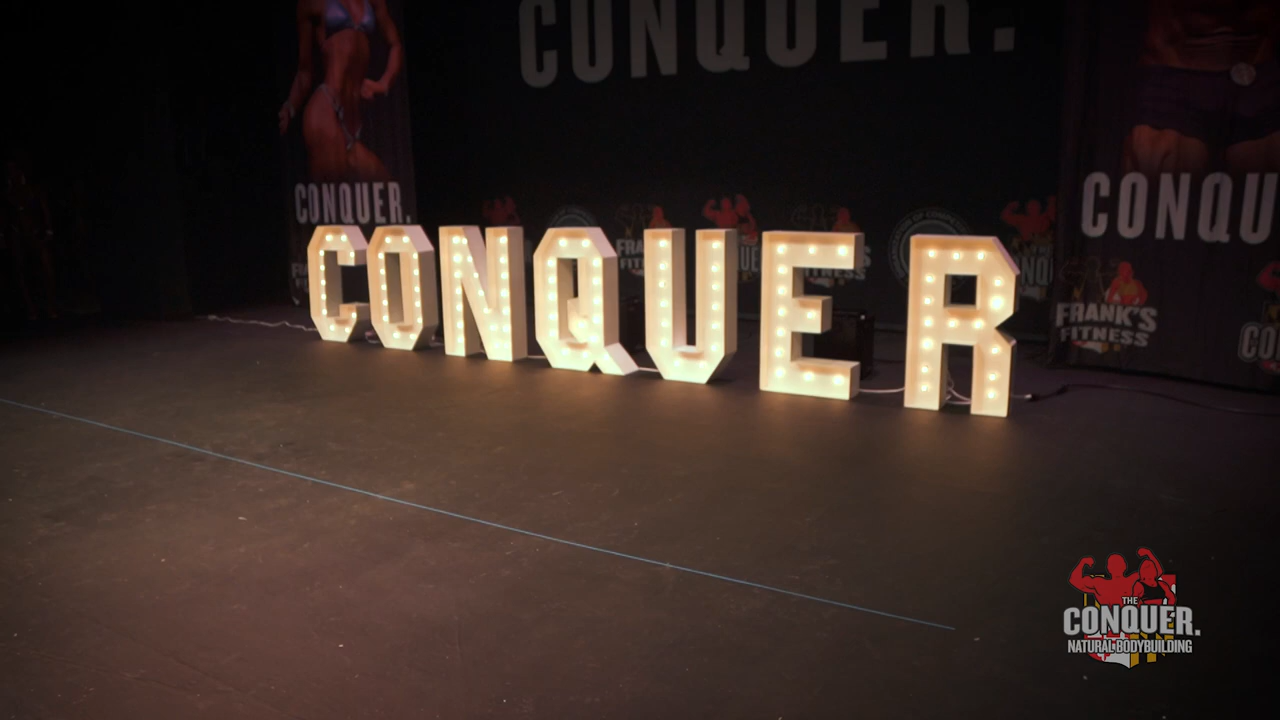 CONQUER.
CONQUER.
CONQU
CONQUER
FRANK'S
FITNESS
THE
CONQUER.
NATURAL BODYBUILDING